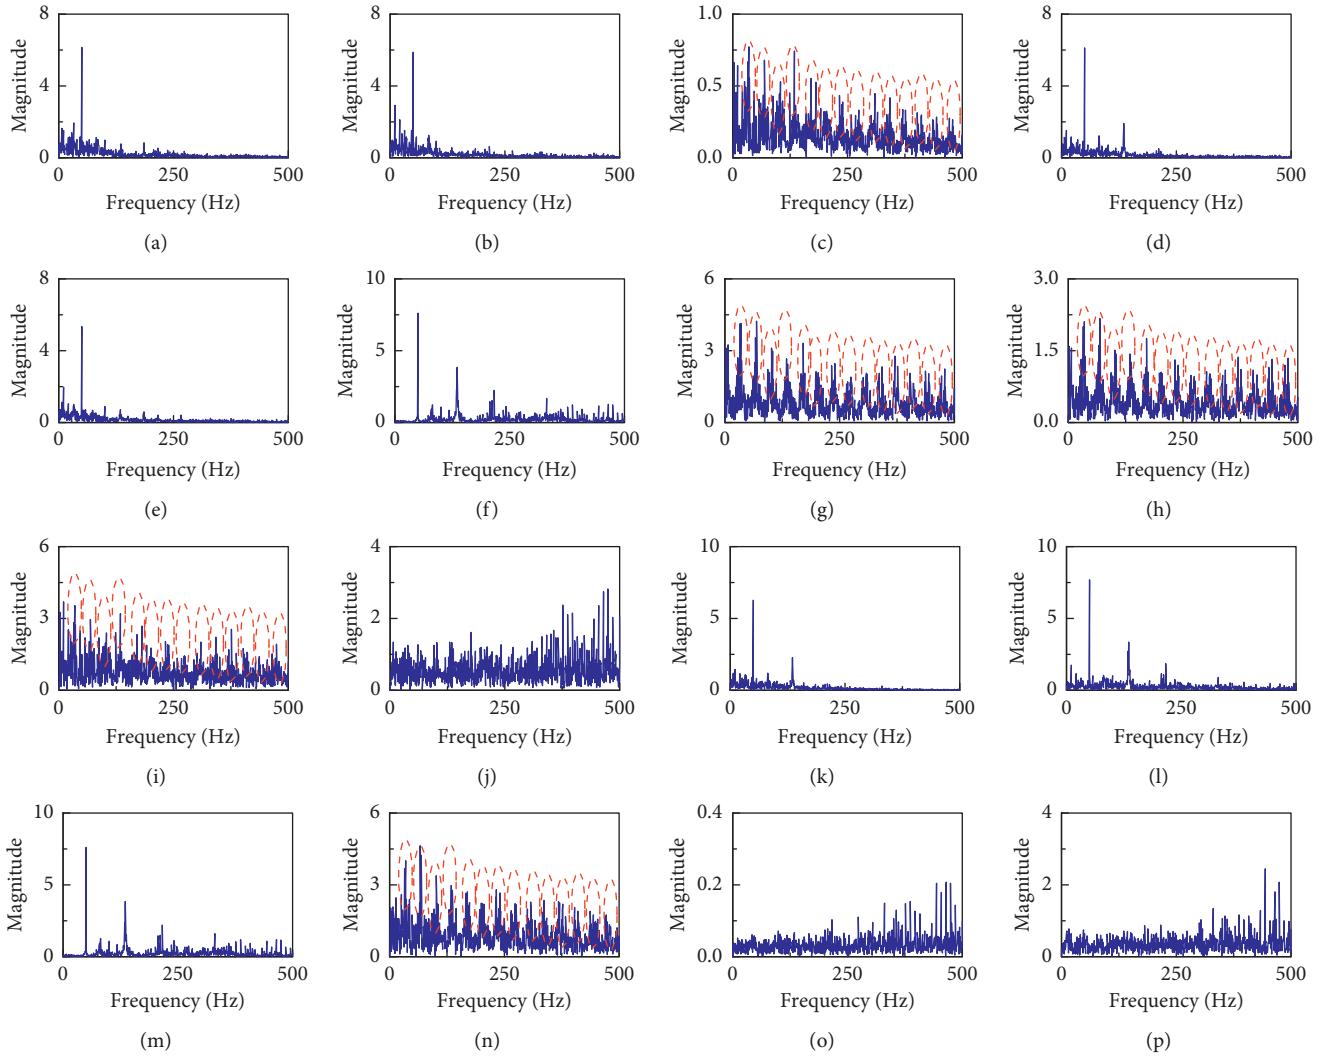 8
4
0
Magnitude
0 250 500
Frequency (Hz)
(a)
8
4
0
Magnitude
0 250 500
Frequency (Hz)
(b)
1.0
0.5
0.0
Magnitude
0 250 500
Frequency (Hz)
(c)
8
4
0
Magnitude
0 250 500
Frequency (Hz)
(d)
8
4
0
Magnitude
0 250 500
Frequency (Hz)
(e)
10
5
0
Magnitude
0 250 500
Frequency (Hz)
(f)
6
3
0
Magnitude
0 250 500
Frequency (Hz)
(g)
3.0
1.5
0.0
Magnitude
0 250 500
Frequency (Hz)
(h)
6
3
0
Magnitude
0 250 500
Frequency (Hz)
(i)
4
2
0
Magnitude
0 250 500
Frequency (Hz)
(j)
10
5
0
Magnitude
0 250 500
Frequency (Hz)
(k)
10
5
0
Magnitude
0 250 500
Frequency (Hz)
(l)
10
5
0
Magnitude
0 250 500
Frequency (Hz)
(m)
6
3
0
Magnitude
0 250 500
Frequency (Hz)
(n)
0.4
0.2
0.0
Magnitude
0 250 500
Frequency (Hz)
(o)
4
2
0
Magnitude
0 250 500
Frequency (Hz)
(p)